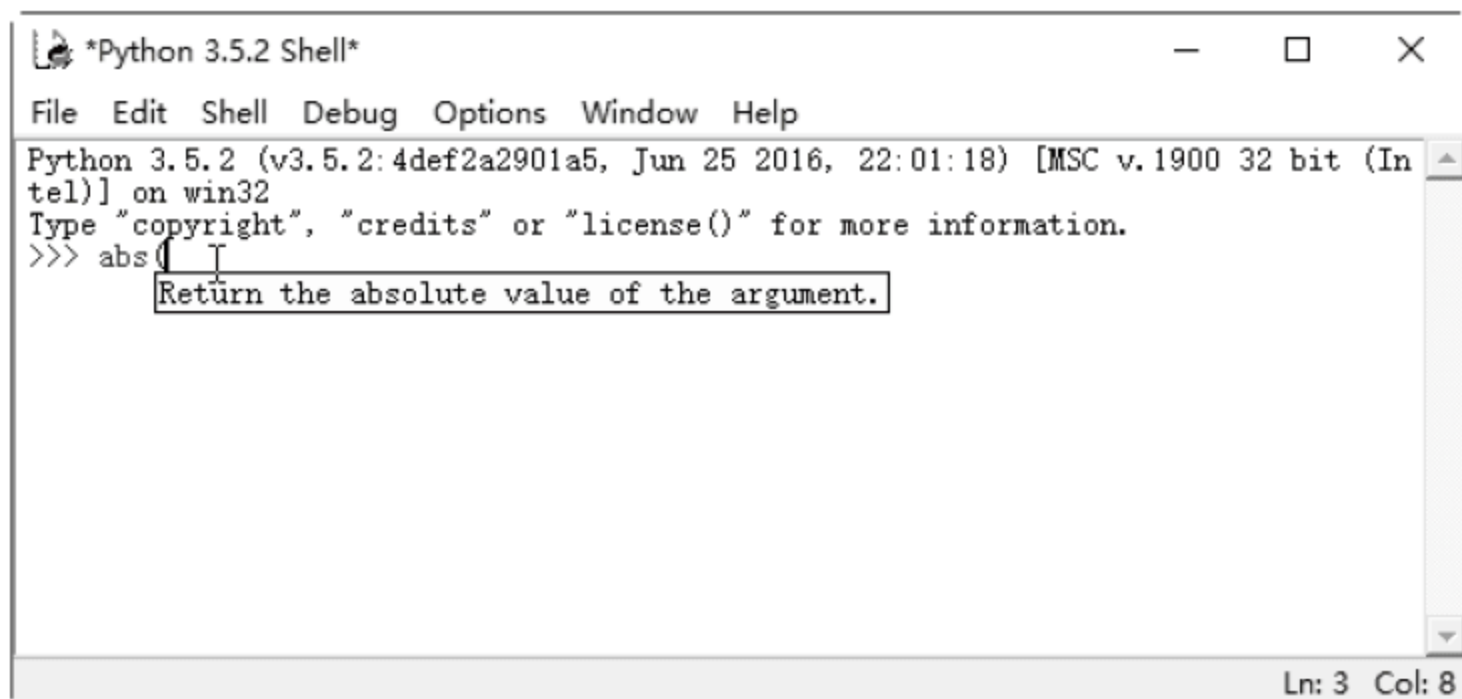 *Python 3.5.2 Shell*
File Edit Shell Debug Options Window Help
Python 3.5.2 (v3.5.2:4def2a2901a5, Jun 25 2016, 22:01:18) [MSC v.1900 32 bit (In
tel)] on win32
Type "copyright", "credits" or "license()" for more information.
>>> abs(
Return the absolute value of the argument.
Ln: 3 Col: 8